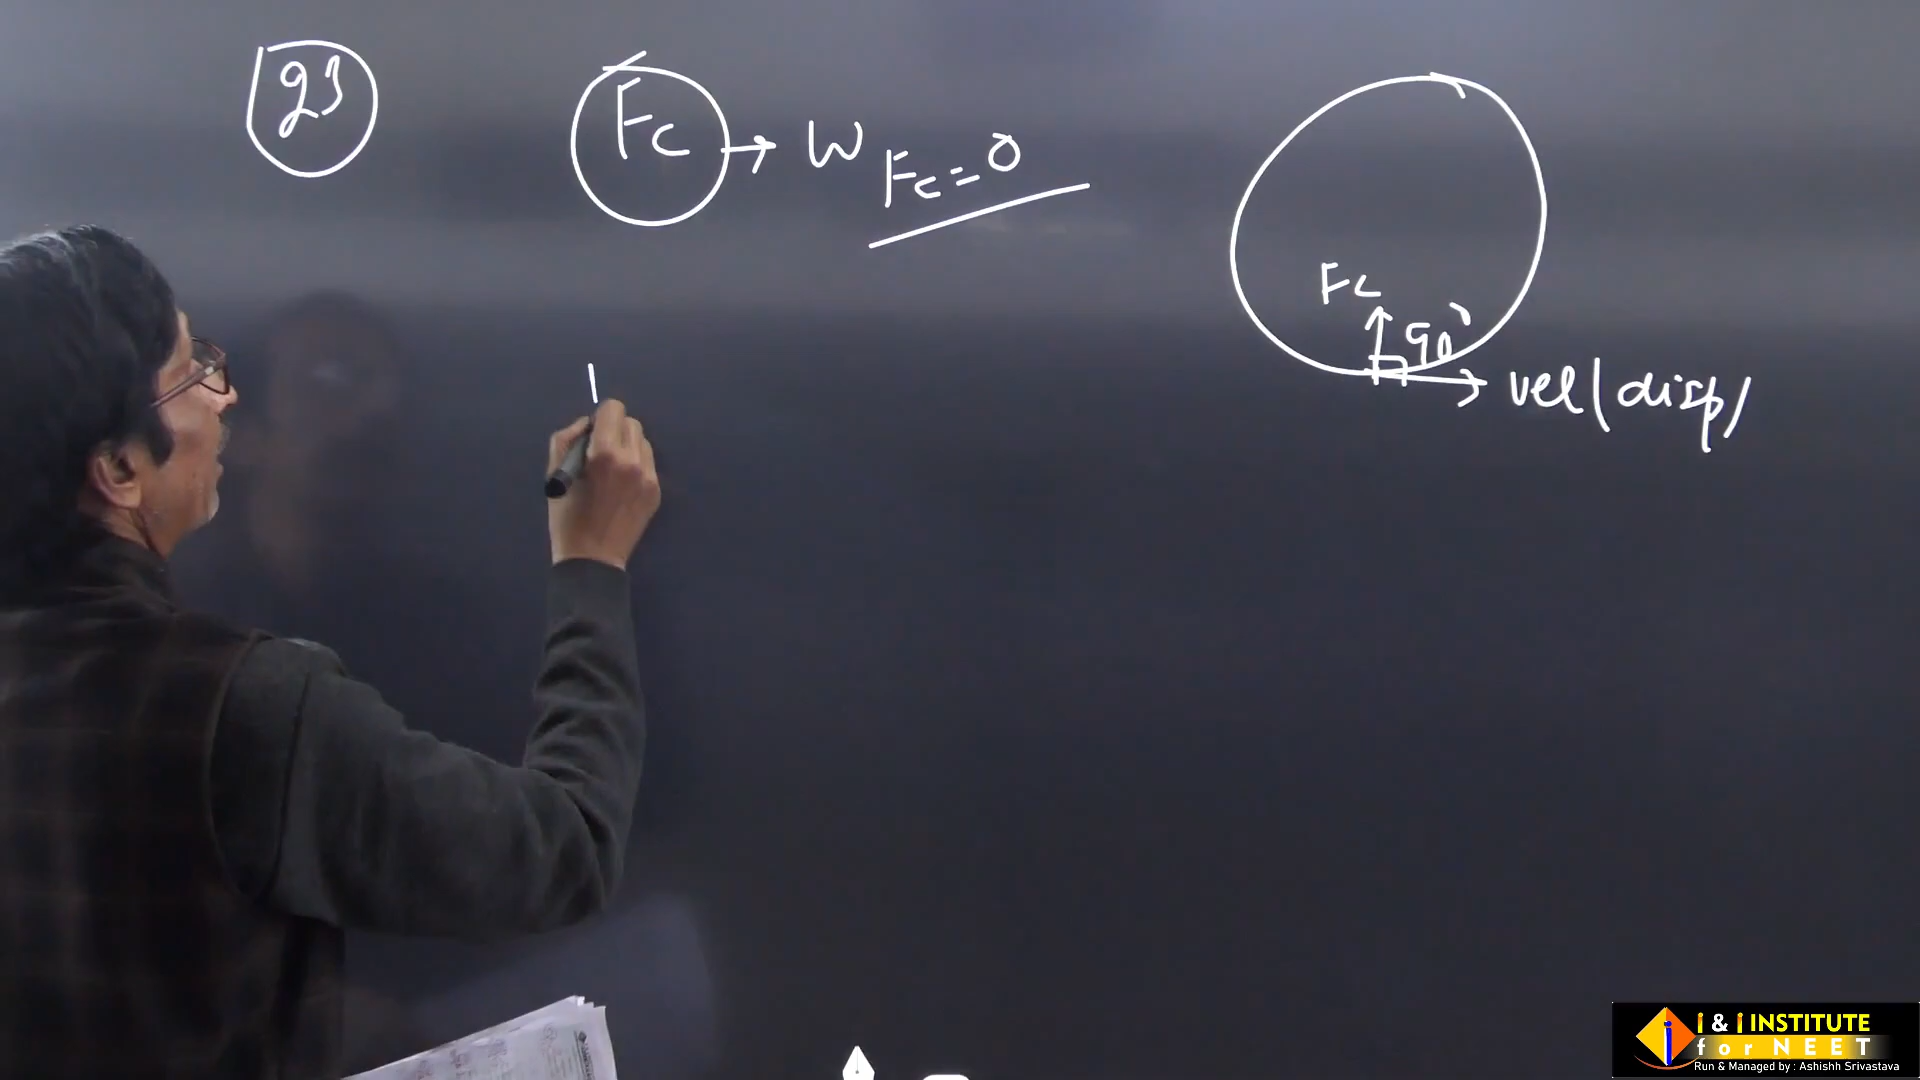 23
Fc → W Fc = 0
Fc
90°
vel (disp)
i & j INSTITUTE
for NEET
Run & Managed by : Ashishh Srivastava